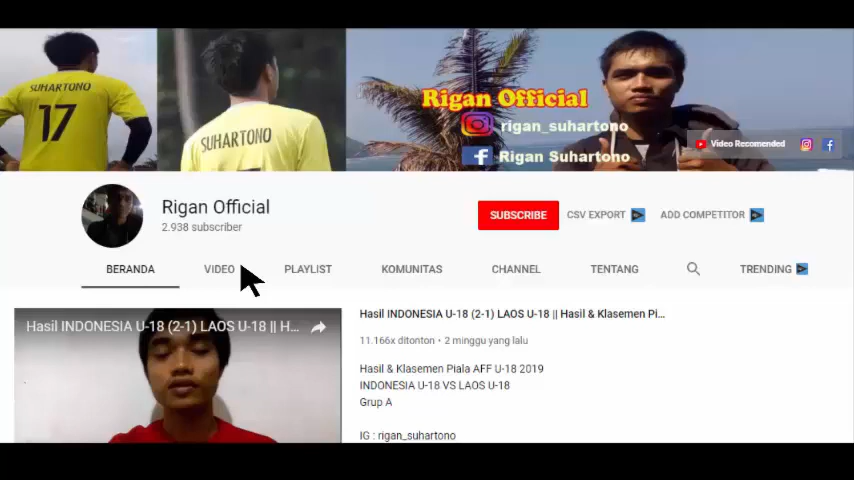 SUHARTONO
17
SUHARTONO
Rigan Official
rigan_suhartono
Rigan Suhartono
Video Recomended
Rigan Official
2.938 subscriber
SUBSCRIBE
CSV EXPORT
ADD COMPETITOR
BERANDA
VIDEO
PLAYLIST
KOMUNITAS
CHANNEL
TENTANG
TRENDING
Hasil INDONESIA U-18 (2-1) LAOS U-18 || H...
Hasil INDONESIA U-18 (2-1) LAOS U-18 || Hasil & Klasemen Pi...
11.166x ditonton • 2 minggu yang lalu
Hasil & Klasemen Piala AFF U-18 2019
INDONESIA U-18 VS LAOS U-18
Grup A
IG : rigan_suhartono